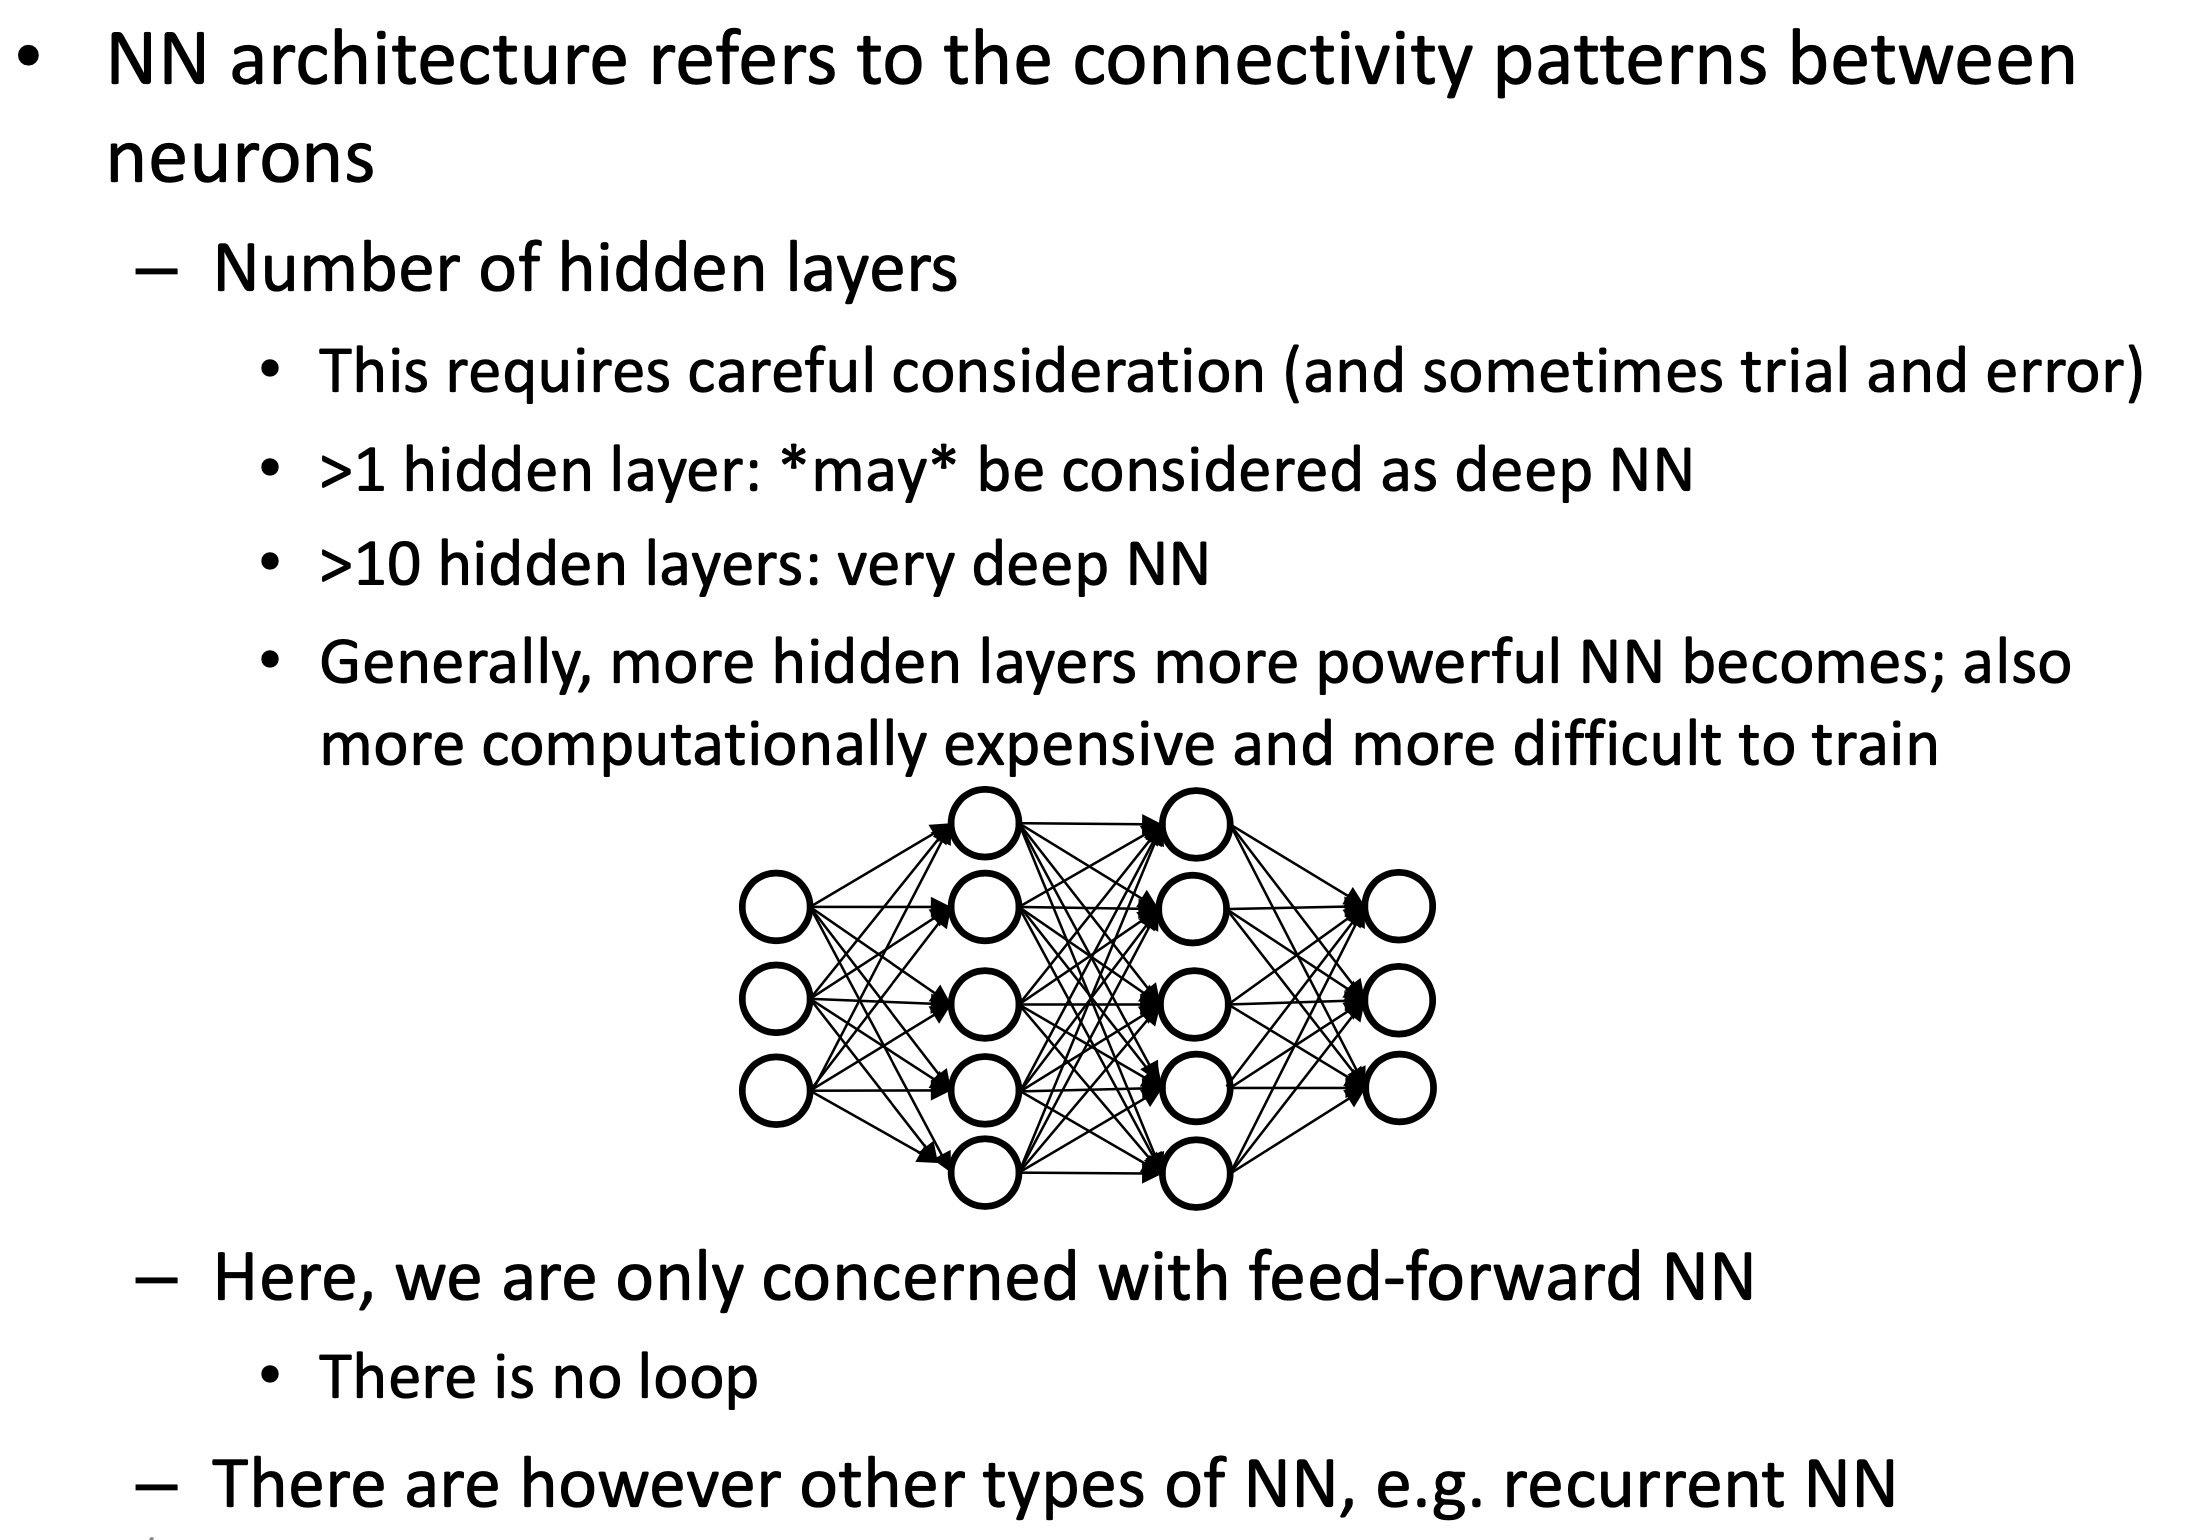 • NN architecture refers to the connectivity patterns between
neurons
– Number of hidden layers
• This requires careful consideration (and sometimes trial and error)
• >1 hidden layer: *may* be considered as deep NN
• >10 hidden layers: very deep NN
• Generally, more hidden layers more powerful NN becomes; also
more computationally expensive and more difficult to train
– Here, we are only concerned with feed-forward NN
• There is no loop
– There are however other types of NN, e.g. recurrent NN